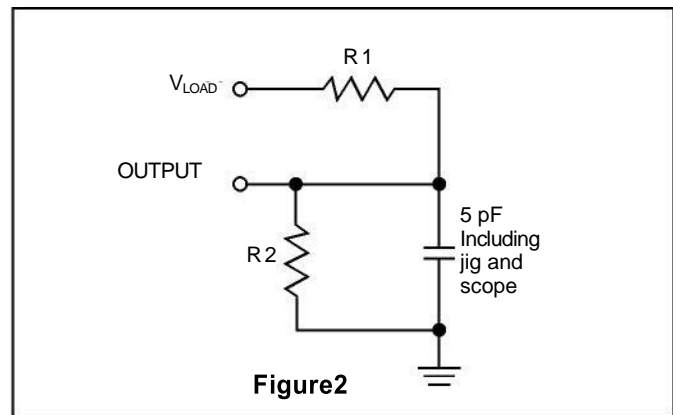 R1
VLOAD
OUTPUT
5 pF
Including
jig and
scope
R2
Figure2